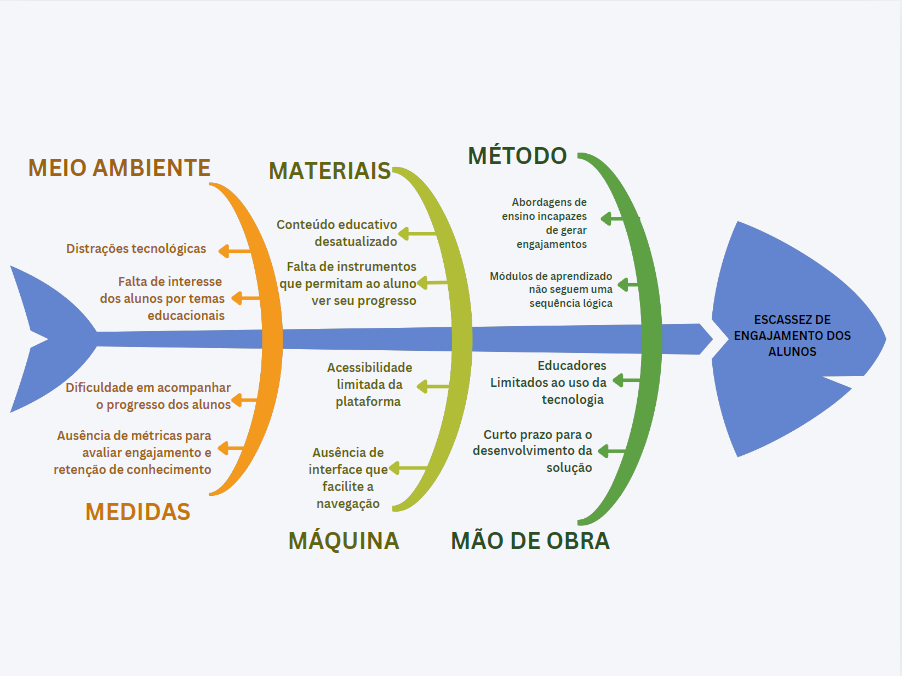 MEIO AMBIENTE
Distrações tecnológicas
Falta de interesse
dos alunos por temas
educacionais
MATERIAIS
Conteúdo educativo
desatualizado
Falta de instrumentos
que permitam ao aluno
ver seu progresso
MÉTODO
Abordagens de
ensino incapazes
de gerar
engajamentos
Módulos de aprendizado
não seguem uma
sequência lógica
ESCASSEZ DE
ENGAJAMENTO DOS
ALUNOS
Dificuldade em acompanhar
o progresso dos alunos
Ausência de métricas para
avaliar engajamento e
retenção de conhecimento
MEDIDAS
Acessibilidade
limitada da
plataforma
Ausência de
interface que
facilite a
navegação
MÁQUINA
Educadores
Limitados ao uso da
tecnologia
Curto prazo para o
desenvolvimento da
solução
MÃO DE OBRA